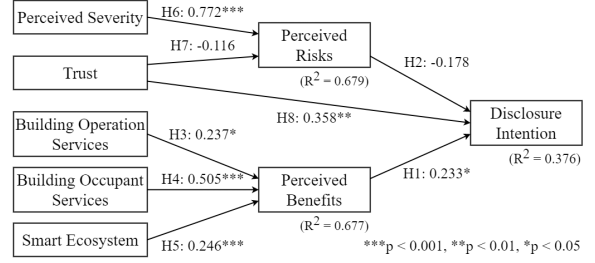 Perceived Severity
H6: 0.772***
H7: -0.116
Perceived
Risks
(R² = 0.679)
H2: -0.178
Trust
H8: 0.358**
Disclosure
Intention
(R² = 0.376)
Building Operation
Services
H3: 0.237*
Building Occupant
Services
H4: 0.505***
Perceived
Benefits
(R² = 0.677)
H1: 0.233*
Smart Ecosystem
H5: 0.246***
***p < 0.001, **p < 0.01, *p < 0.05